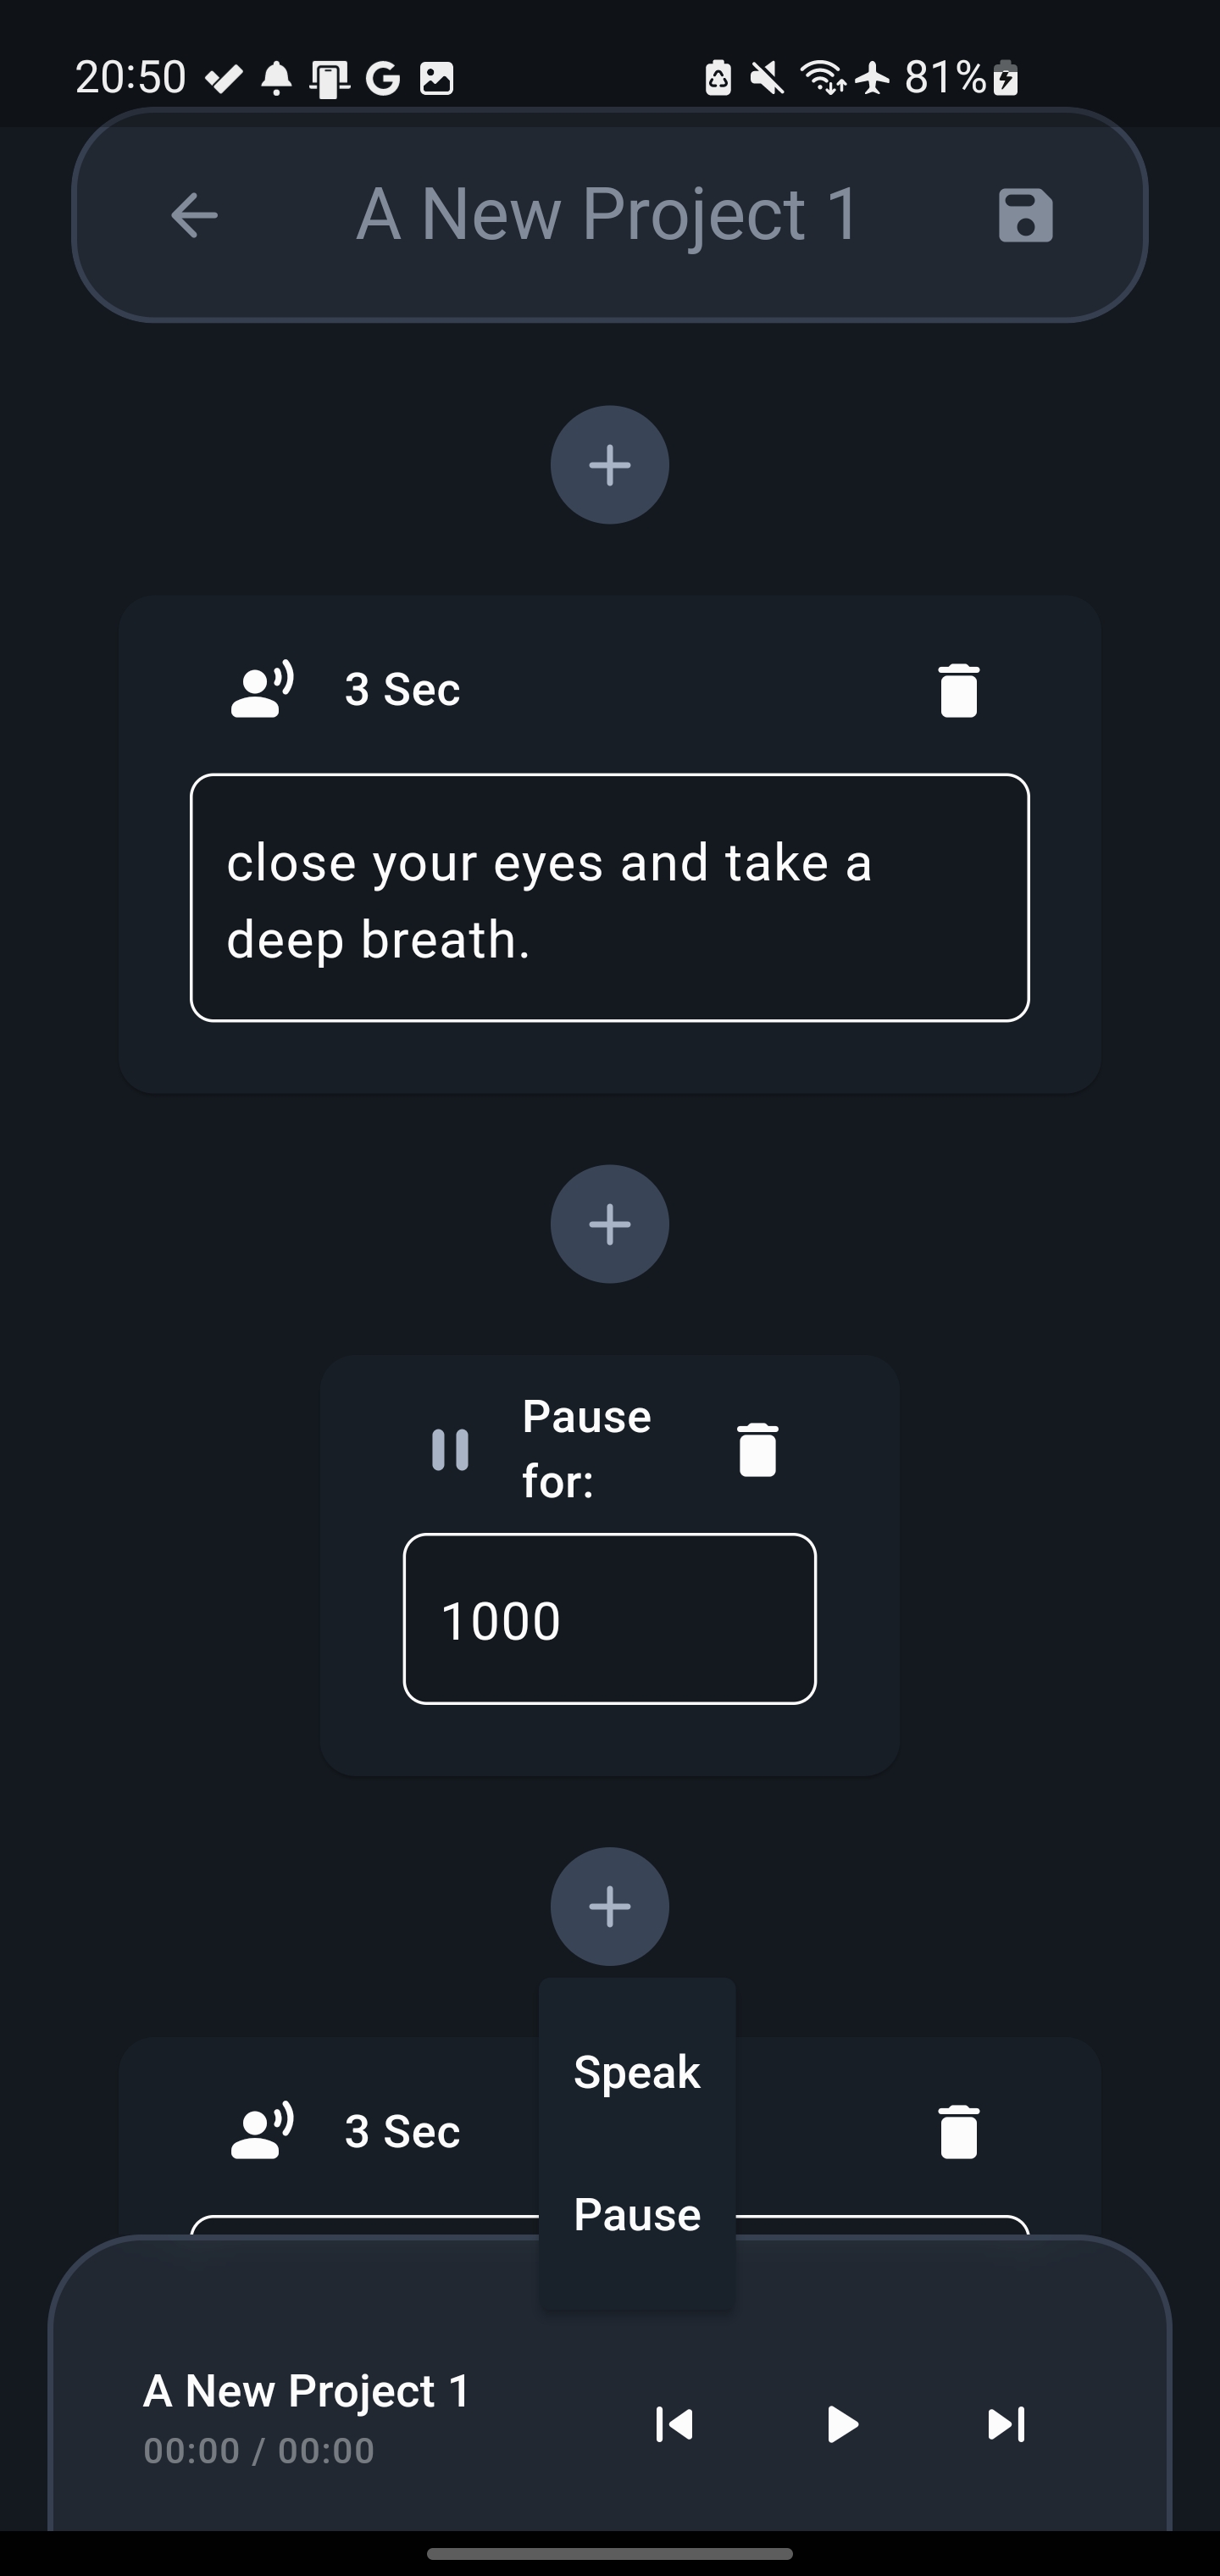 20:50 81%
A New Project 1
3 Sec
close your eyes and take a
deep breath.
Pause
for:
1000
Speak
3 Sec
Pause
A New Project 1
00:00 / 00:00